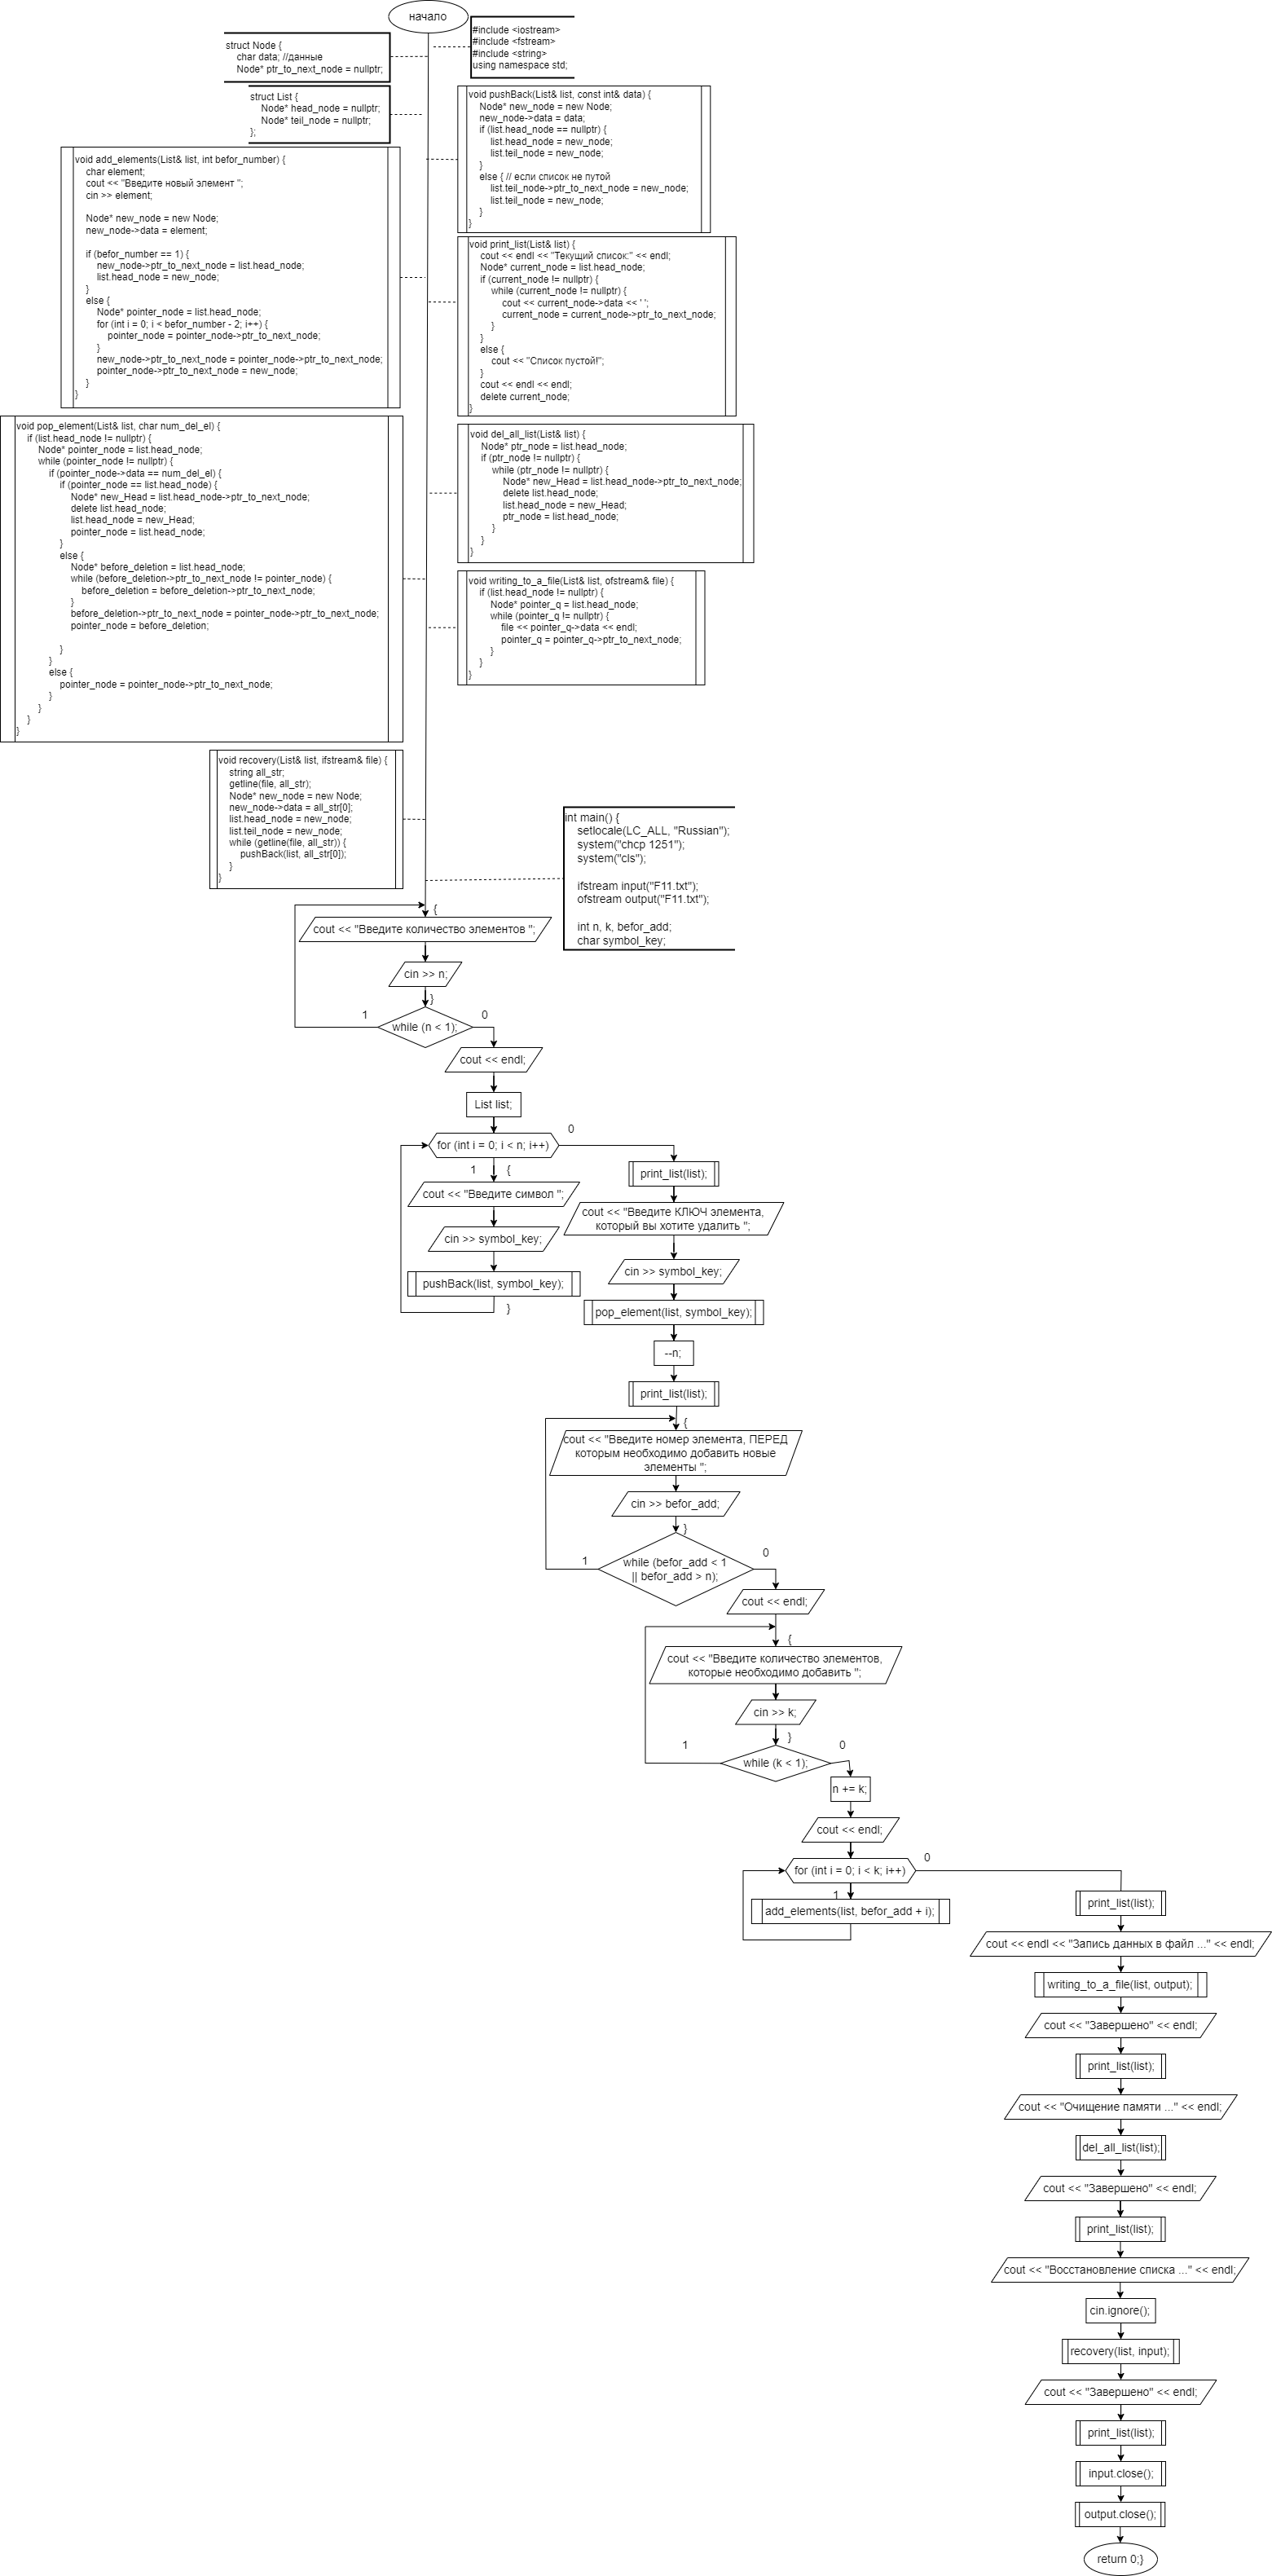 начало
#include <iostream>
#include <fstream>
#include <string>
using namespace std;
struct Node {
char data; //данные
Node* ptr_to_next_node = nullptr;
struct List {
Node* head_node = nullptr;
Node* teil_node = nullptr;
};
void pushBack(List& list, const int& data) {
Node* new_node = new Node;
new_node->data = data;
if (list.head_node == nullptr) {
list.head_node = new_node;
list.teil_node = new_node;
}
else { // если список не путой
list.teil_node->ptr_to_next_node = new_node;
list.teil_node = new_node;
}
}
void add_elements(List& list, int befor_number) {
char element;
cout << "Введите новый элемент ";
cin >> element;
Node* new_node = new Node;
new_node->data = element;
if (befor_number == 1) {
new_node->ptr_to_next_node = list.head_node;
list.head_node = new_node;
}
else {
Node* pointer_node = list.head_node;
for (int i = 0; i < befor_number - 2; i++) {
pointer_node = pointer_node->ptr_to_next_node;
}
new_node->ptr_to_next_node = pointer_node->ptr_to_next_node;
pointer_node->ptr_to_next_node = new_node;
}
}
void print_list(List& list) {
cout << endl << "Текущий список:" << endl;
Node* current_node = list.head_node;
if (current_node != nullptr) {
while (current_node != nullptr) {
cout << current_node->data << ' ';
current_node = current_node->ptr_to_next_node;
}
}
else {
cout << "Список пустой!";
}
cout << endl << endl;
delete current_node;
}
void pop_element(List& list, char num_del_el) {
if (list.head_node != nullptr) {
Node* pointer_node = list.head_node;
while (pointer_node != nullptr) {
if (pointer_node->data == num_del_el) {
if (pointer_node == list.head_node) {
Node* new_Head = list.head_node->ptr_to_next_node;
delete list.head_node;
list.head_node = new_Head;
pointer_node = list.head_node;
}
else {
Node* before_deletion = list.head_node;
while (before_deletion->ptr_to_next_node != pointer_node) {
before_deletion = before_deletion->ptr_to_next_node;
}
before_deletion->ptr_to_next_node = pointer_node->ptr_to_next_node;
pointer_node = before_deletion;
}
}
else {
pointer_node = pointer_node->ptr_to_next_node;
}
}
}
}
void del_all_list(List& list) {
Node* ptr_node = list.head_node;
if (ptr_node != nullptr) {
while (ptr_node != nullptr) {
Node* new_Head = list.head_node->ptr_to_next_node;
delete list.head_node;
list.head_node = new_Head;
ptr_node = list.head_node;
}
}
}
void writing_to_a_file(List& list, ofstream& file) {
if (list.head_node != nullptr) {
Node* pointer_q = list.head_node;
while (pointer_q != nullptr) {
file << pointer_q->data << endl;
pointer_q = pointer_q->ptr_to_next_node;
}
}
}
void recovery(List& list, ifstream& file) {
string all_str;
getline(file, all_str);
Node* new_node = new Node;
new_node->data = all_str[0];
list.head_node = new_node;
list.teil_node = new_node;
while (getline(file, all_str)) {
pushBack(list, all_str[0]);
}
}
int main() {
setlocale(LC_ALL, "Russian");
system("chcp 1251");
system("cls");
ifstream input("F11.txt");
ofstream output("F11.txt");
int n, k, befor_add;
char symbol_key;
{
cout << "Введите количество элементов ";
cin >> n;
}
1
while (n < 1);
0
cout << endl;
List list;
for (int i = 0; i < n; i++)
0
1
{
cout << "Введите символ ";
cin >> symbol_key;
pushBack(list, symbol_key);
}
print_list(list);
cout << "Введите КЛЮЧ элемента,
который вы хотите удалить ";
cin >> symbol_key;
pop_element(list, symbol_key);
--n;
print_list(list);
{
cout << "Введите номер элемента, ПЕРЕД
которым необходимо добавить новые
элементы ";
cin >> befor_add;
}
1
while (befor_add < 1
|| befor_add > n);
0
cout << endl;
{
cout << "Введите количество элементов,
которые необходимо добавить ";
cin >> k;
}
1
while (k < 1);
0
n += k;
cout << endl;
for (int i = 0; i < k; i++)
0
1
add_elements(list, befor_add + i);
print_list(list);
cout << endl << "Запись данных в файл ..." << endl;
writing_to_a_file(list, output);
cout << "Завершено" << endl;
print_list(list);
cout << "Очищение памяти ..." << endl;
del_all_list(list);
cout << "Завершено" << endl;
print_list(list);
cout << "Восстановление списка ..." << endl;
cin.ignore();
recovery(list, input);
cout << "Завершено" << endl;
print_list(list);
input.close();
output.close();
return 0;}